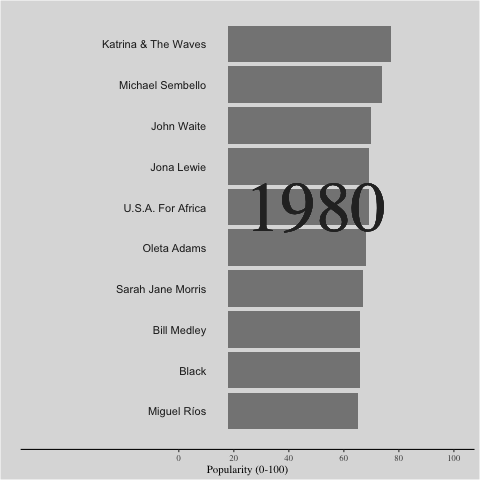 Katrina & The Waves
Michael Sembello
John Waite
Jona Lewie
U.S.A. For Africa
1980
Oleta Adams
Sarah Jane Morris
Bill Medley
Black
Miguel Ríos
0 20 40 60 80 100
Popularity (0-100)